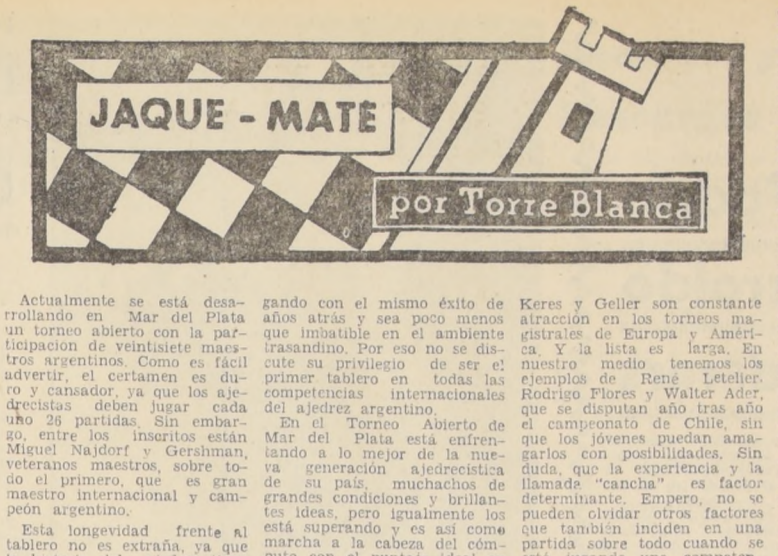 JAQUE - MATE
por Torre Blanca
Actualmente se está desa-
rrollando en Mar del Plata
un torneo abierto con la par-
ticipación de veintisiete maes-
tros argentinos. Como es fácil
advertir, el certamen es du-
ro y cansador, ya que los aje-
drecistas deben jugar cada
uno 26 partidas. Sin embar-
go, entre los inscritos están
Miguel Najdorf y Gershman,
veteranos maestros, sobre to-
do el primero, que es gran
maestro internacional y cam-
peón argentino.
Esta longevidad frente al
tablero no es extraña, ya que
gando con el mismo éxito de
años atrás y sea poco menos
que imbatible en el ambiente
trasandino. Por eso no se dis-
cute su privilegio de ser el
primer tablero en todas las
competencias internacionales
del ajedrez argentino.
En el Torneo Abierto de
Mar del Plata está enfren-
tando a lo mejor de la nue-
va generación ajedrecística
de su país, muchachos de
grandes condiciones y brillan-
tes ideas, pero igualmente los
está superando y es así como
marcha a la cabeza del cóm-
Keres y Geller son constante
atracción en los torneos ma-
gistrales de Europa y Améri-
ca. Y la lista es larga. En
nuestro medio tenemos los
ejemplos de René Letelier,
Rodrigo Flores y Walter Ader,
que se disputan año tras año
el campeonato de Chile, sin
que los jóvenes puedan ama-
garlos con posibilidades. Sin
duda, que la experiencia y la
llamada "cancha" es factor
determinante. Empero, no se
pueden olvidar otros factores
que también inciden en una
partida sobre todo cuando se